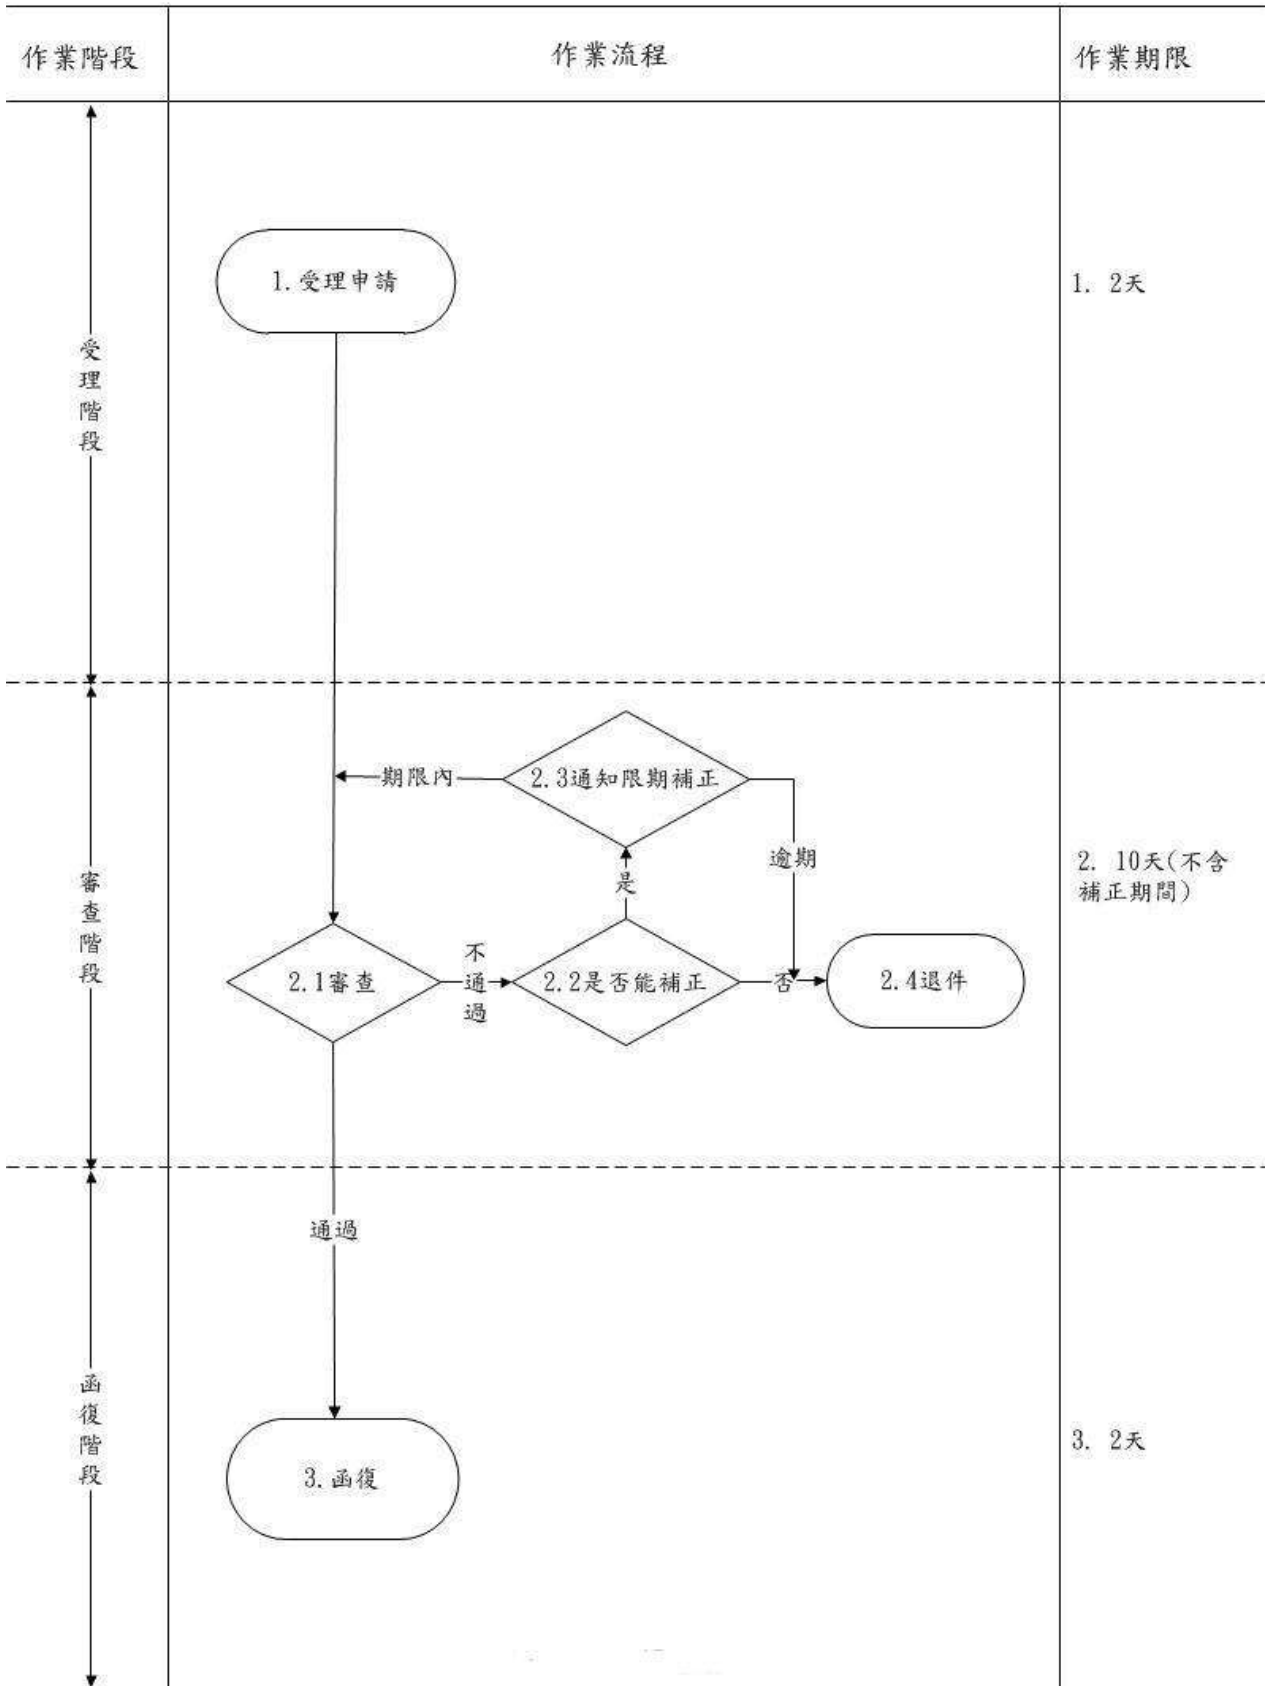 作業階段
作業流程
作業期限
1.受理申請
1. 2天
受理階段
2.3通知限期補正
期限內
逾期
是
2. 10天(不含
補正期間)
審查階段
2.1審查
不通過
2.2是否能補正
否
2.4退件
通過
函復階段
3.函復
3. 2天